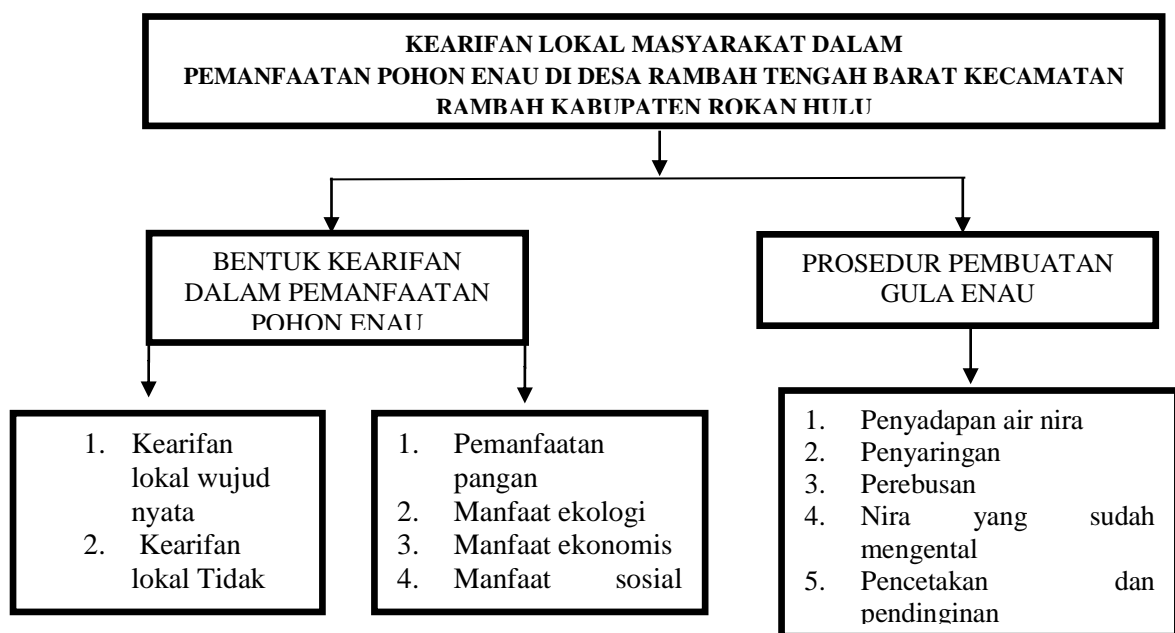 KEARIFAN LOKAL MASYARAKAT DALAM
PEMANFAATAN POHON ENAU DI DESA RAMBAH TENGAH BARAT KECAMATAN
RAMBAH KABUPATEN ROKAN HULU
BENTUK KEARIFAN
DALAM PEMANFAATAN
POHON ENAU
PROSEDUR PEMBUATAN
GULA ENAU
1. Kearifan
lokal wujud
nyata
2. Kearifan
lokal Tidak
1. Pemanfaatan
pangan
2. Manfaat ekologi
3. Manfaat ekonomis
4. Manfaat sosial
1. Penyadapan air nira
2. Penyaringan
3. Perebusan
4. Nira yang sudah
mengental
5. Pencetakan dan
pendinginan